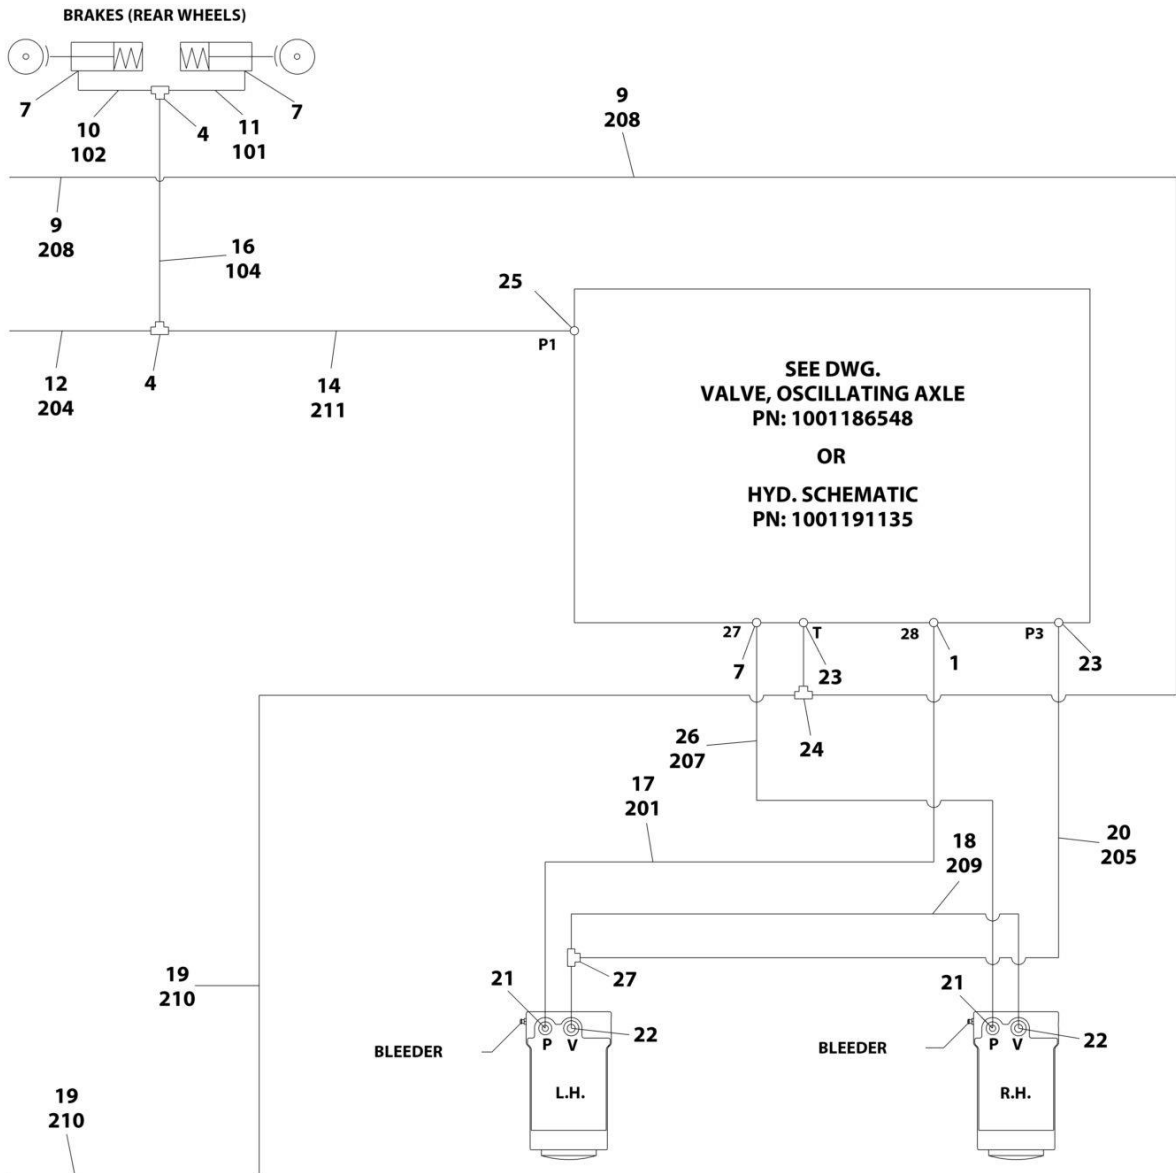 BRAKES (REAR WHEELS)
7
10
102
4
11
101
7
9
208
9
208
16
104
25
P1
12
204
4
14
211
SEE DWG.
VALVE, OSCILLATING AXLE
PN: 1001186548
OR
HYD. SCHEMATIC
PN: 1001191135
27
T
28
P3
7
23
1
23
24
26
207
17
201
18
209
20
205
19
210
21
27
21
22
22
BLEEDER
P V
L.H.
BLEEDER
P V
R.H.
19
210